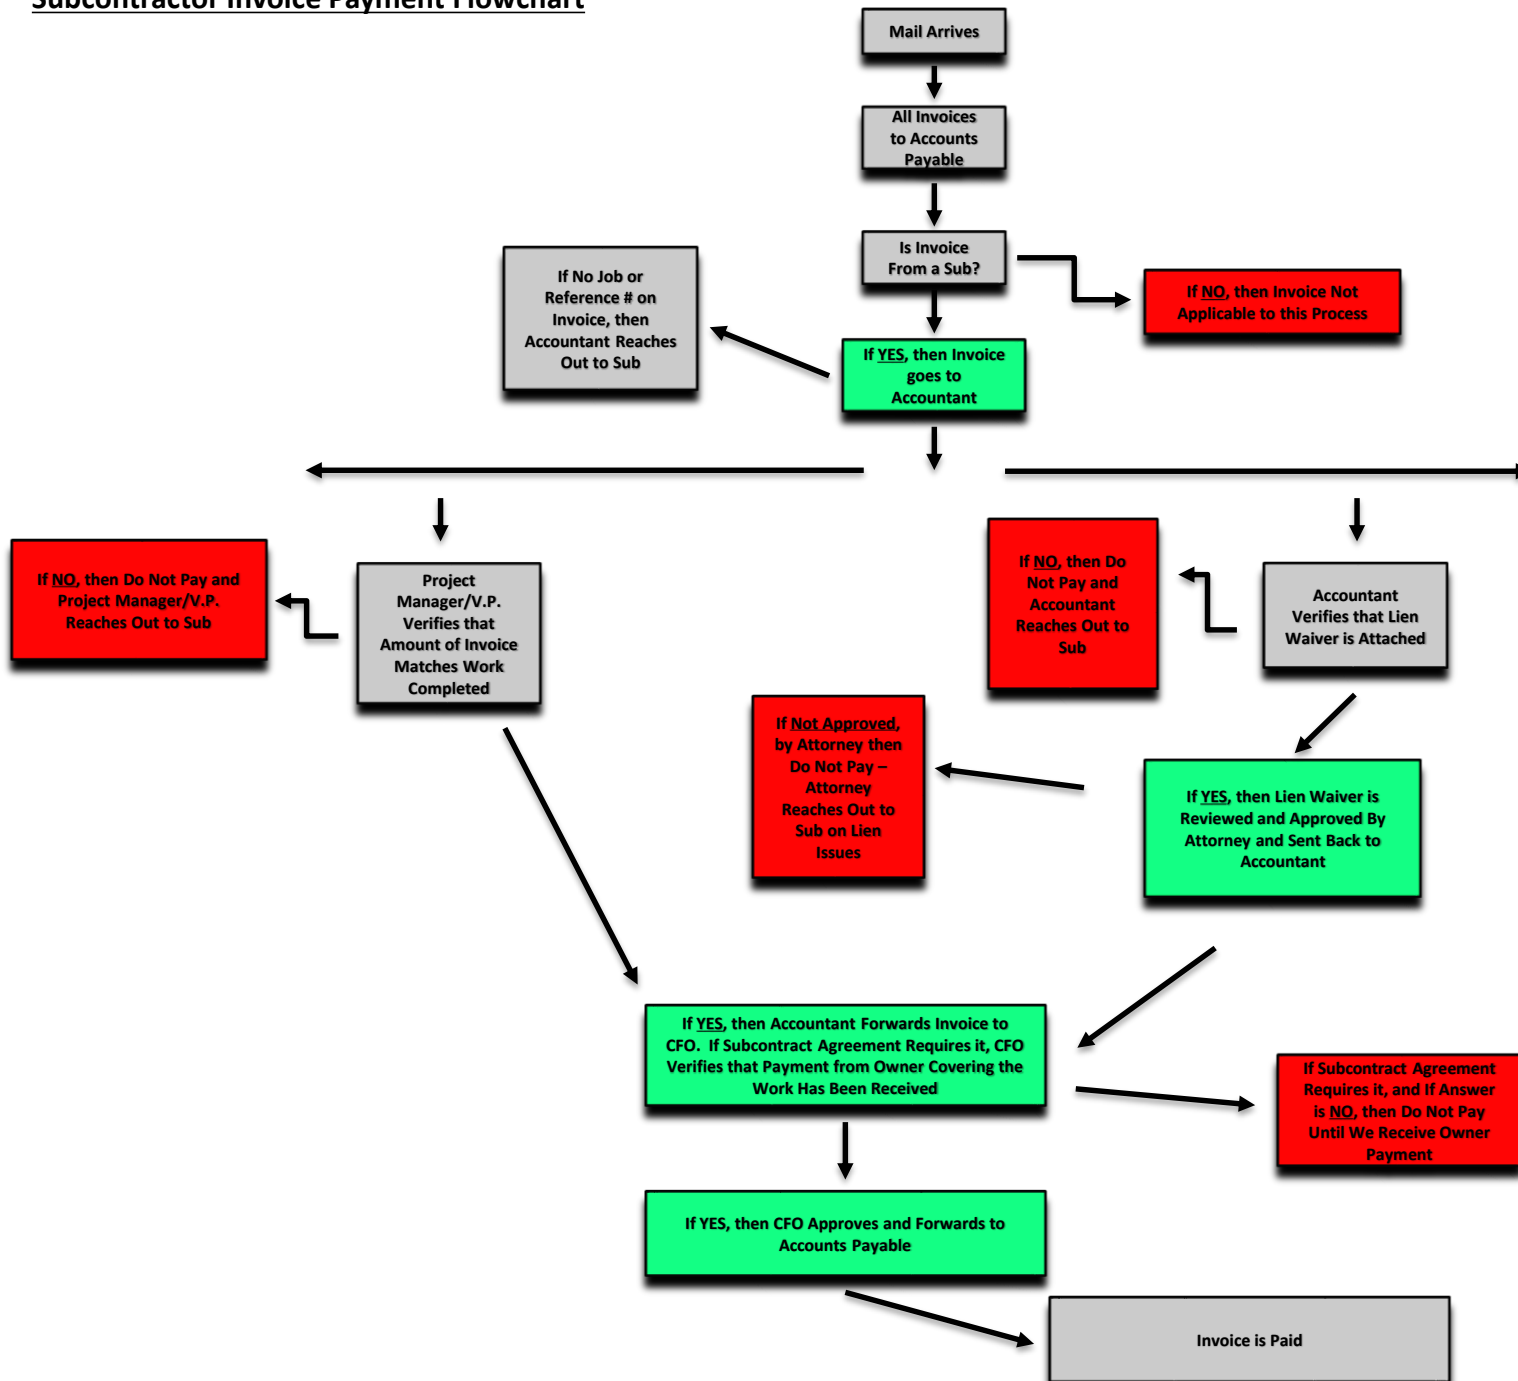 Subcontractor Invoice Payment Flowchart
Mail Arrives
All Invoices
to Accounts
Payable
Is Invoice
From a Sub?
If No Job or
Reference # on
Invoice, then
Accountant Reaches
Out to Sub
If NO, then Invoice Not
Applicable to this Process
If YES, then Invoice
goes to
Accountant
If NO, then Do Not Pay and
Project Manager/V.P.
Reaches Out to Sub
Project
Manager/V.P.
Verifies that
Amount of Invoice
Matches Work
Completed
If NO, then Do
Not Pay and
Accountant
Reaches Out to
Sub
Accountant
Verifies that Lien
Waiver is Attached
If Not Approved,
by Attorney then
Do Not Pay –
Attorney
Reaches Out to
Sub on Lien
Issues
If YES, then Lien Waiver is
Reviewed and Approved By
Attorney and Sent Back to
Accountant
If YES, then Accountant Forwards Invoice to
CFO. If Subcontract Agreement Requires it, CFO
Verifies that Payment from Owner Covering the
Work Has Been Received
If Subcontract Agreement
Requires it, and If Answer
is NO, then Do Not Pay
Until We Receive Owner
Payment
If YES, then CFO Approves and Forwards to
Accounts Payable
Invoice is Paid